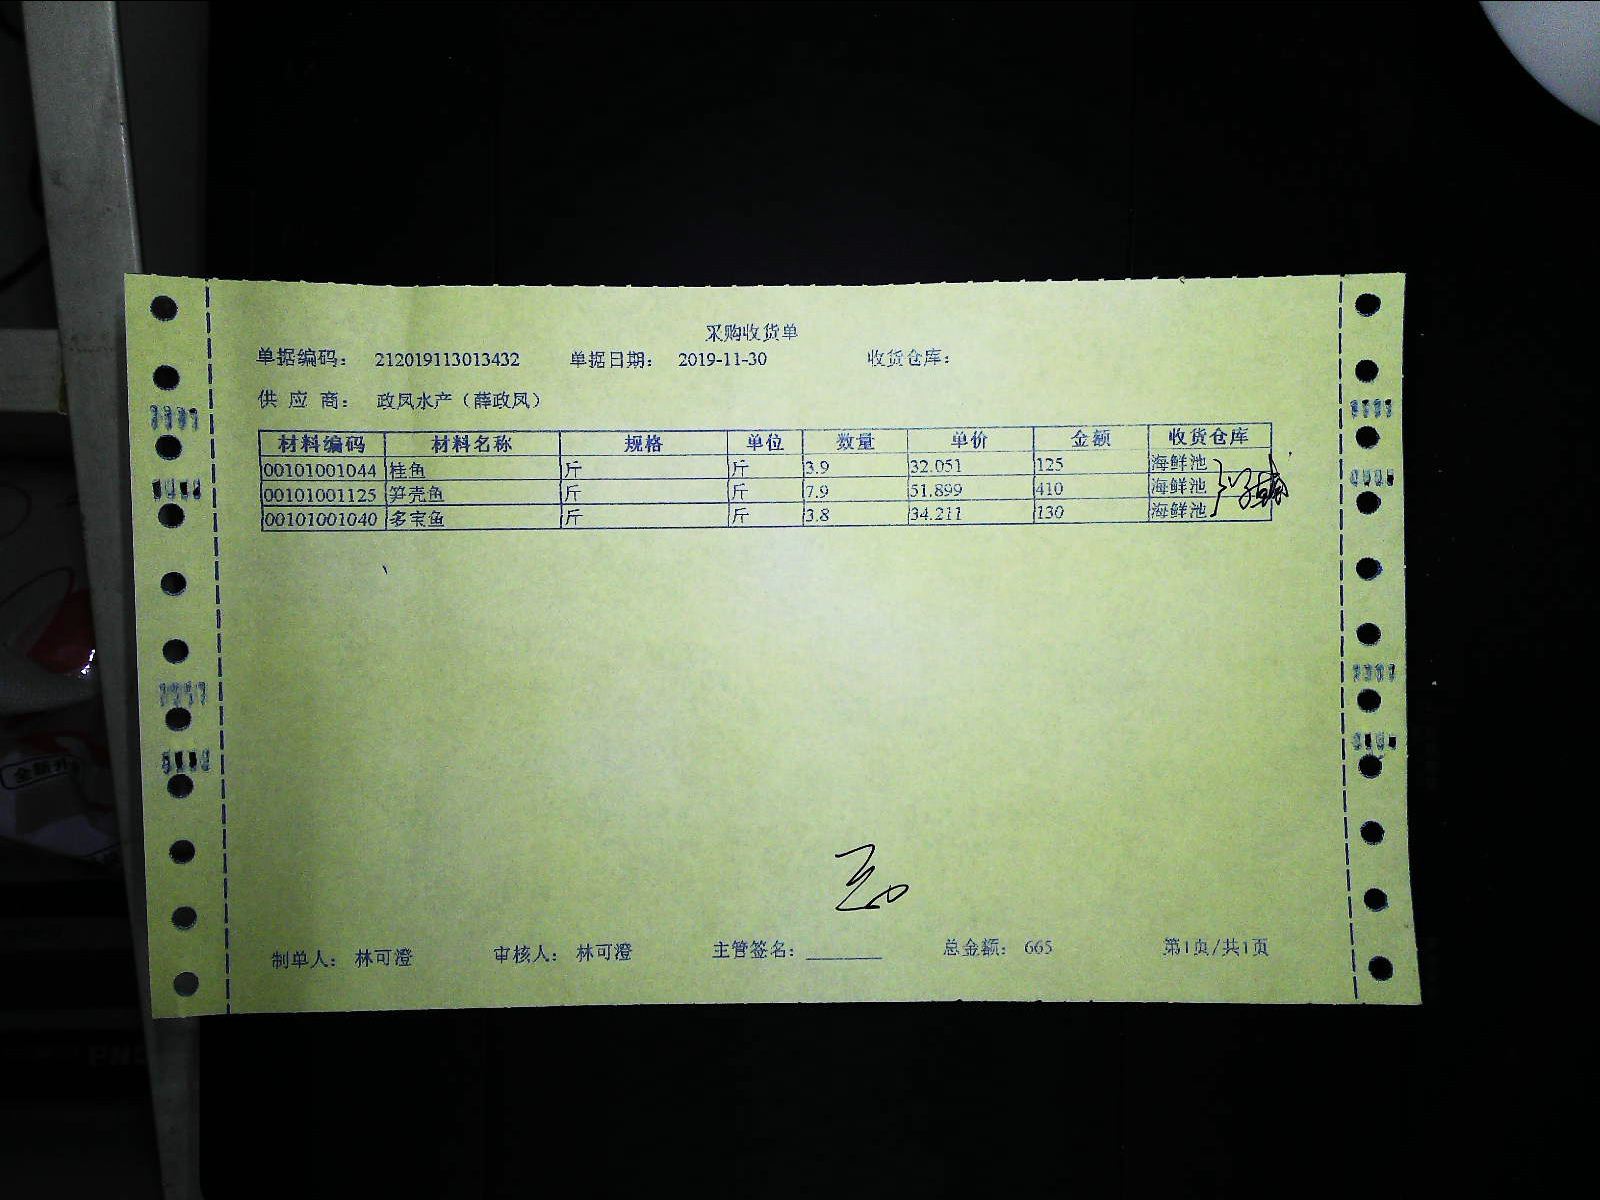 采购收货单
单据编码： 212019113013432 单据日期： 2019-11-30 收货仓库：
供 应 商： 政凤水产（薛政凤）
材料编码 材料名称 规格 单位 数量 单价 金额 收货仓库
00101001044 桂鱼 斤 斤 3.9 32.051 125 海鲜池
00101001125 笋壳鱼 斤 斤 7.9 51.899 410 海鲜池
00101001040 多宝鱼 斤 斤 3.8 34.211 130 海鲜池
制单人： 林可澄 审核人： 林可澄 主管签名： 总金额： 665 第1页/共1页